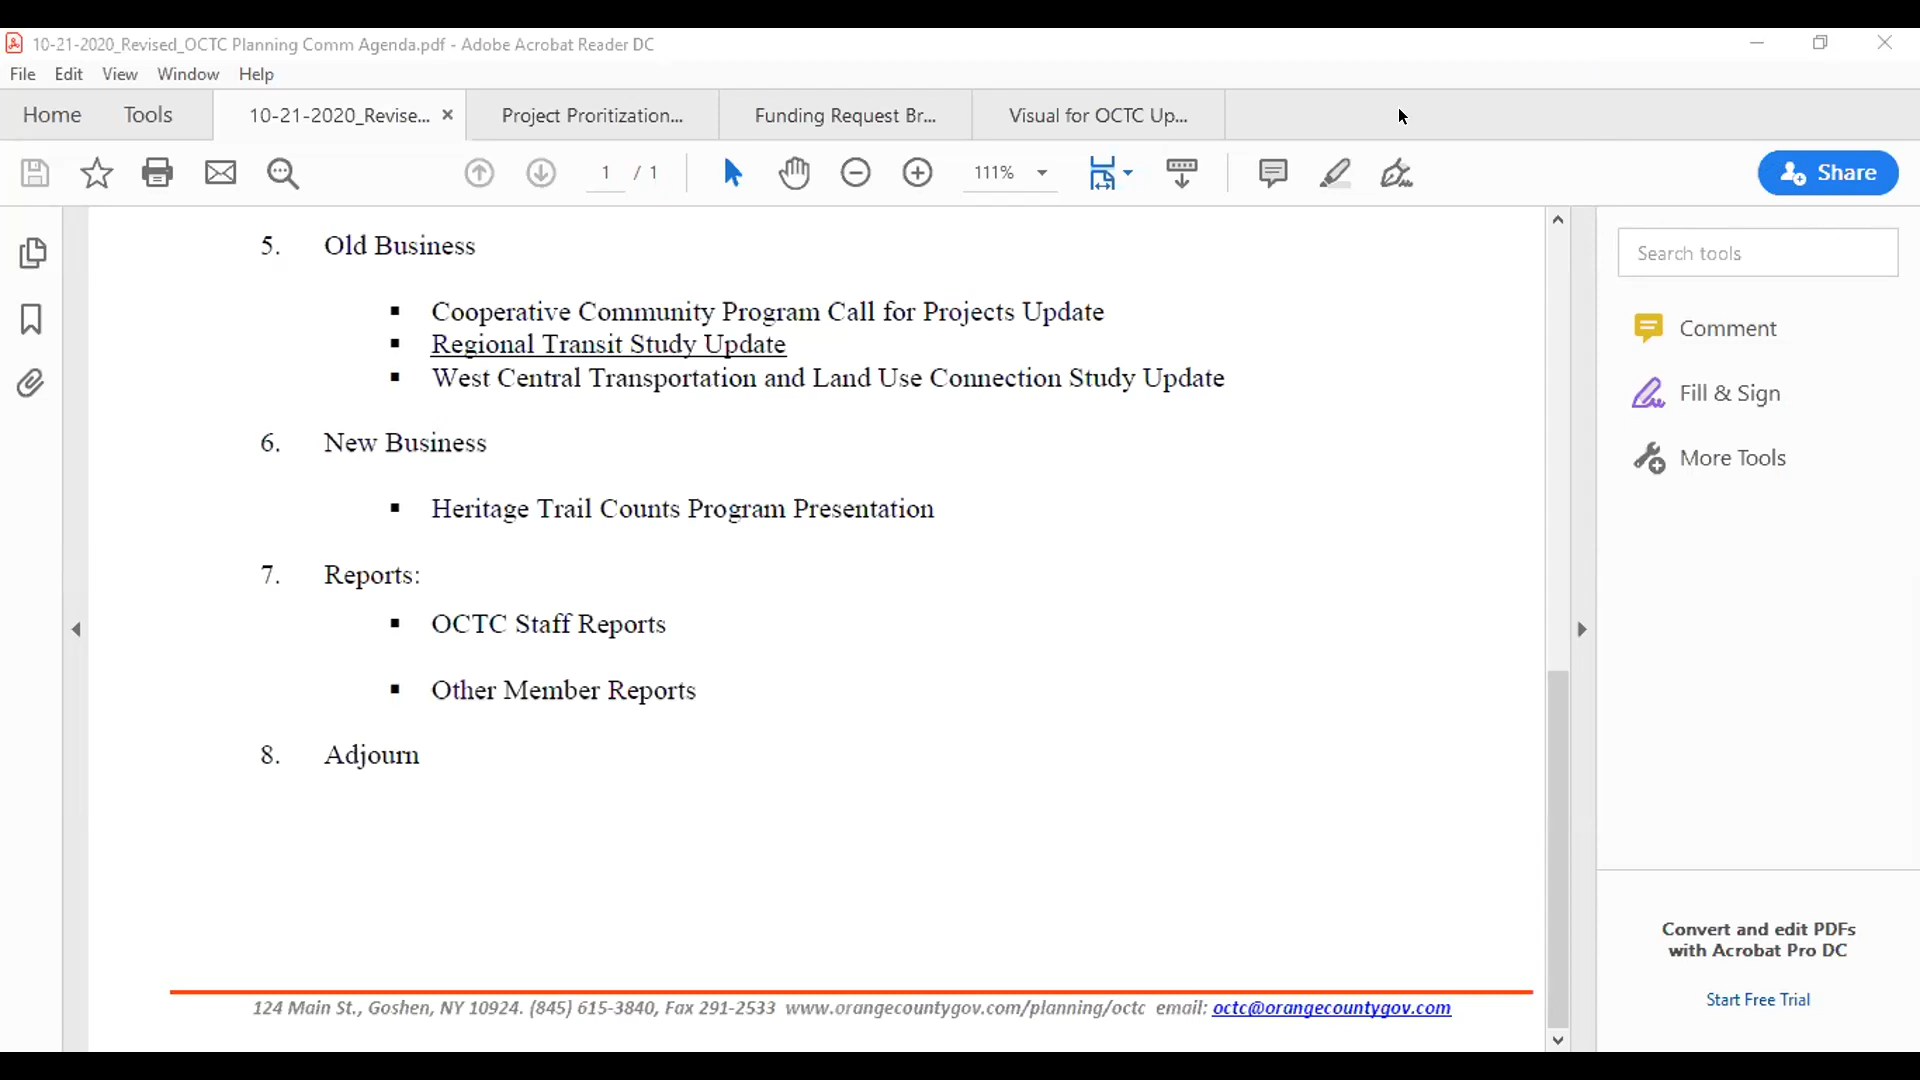 10-21-2020_Revised_OCTC Planning Comm Agenda.pdf - Adobe Acrobat Reader DC
File Edit View Window Help
Home Tools 10-21-2020_Revise... Project Proritization... Funding Request Br... Visual for OCTC Up...
1 / 1 111% Share
Search tools
Comment
Fill & Sign
More Tools
5. Old Business
▪ Cooperative Community Program Call for Projects Update
▪ Regional Transit Study Update
▪ West Central Transportation and Land Use Connection Study Update
6. New Business
▪ Heritage Trail Counts Program Presentation
7. Reports:
▪ OCTC Staff Reports
▪ Other Member Reports
8. Adjourn
124 Main St., Goshen, NY 10924. (845) 615-3840, Fax 291-2533 www.orangecountygov.com/planning/octc email: octc@orangecountygov.com
Convert and edit PDFs
with Acrobat Pro DC
Start Free Trial